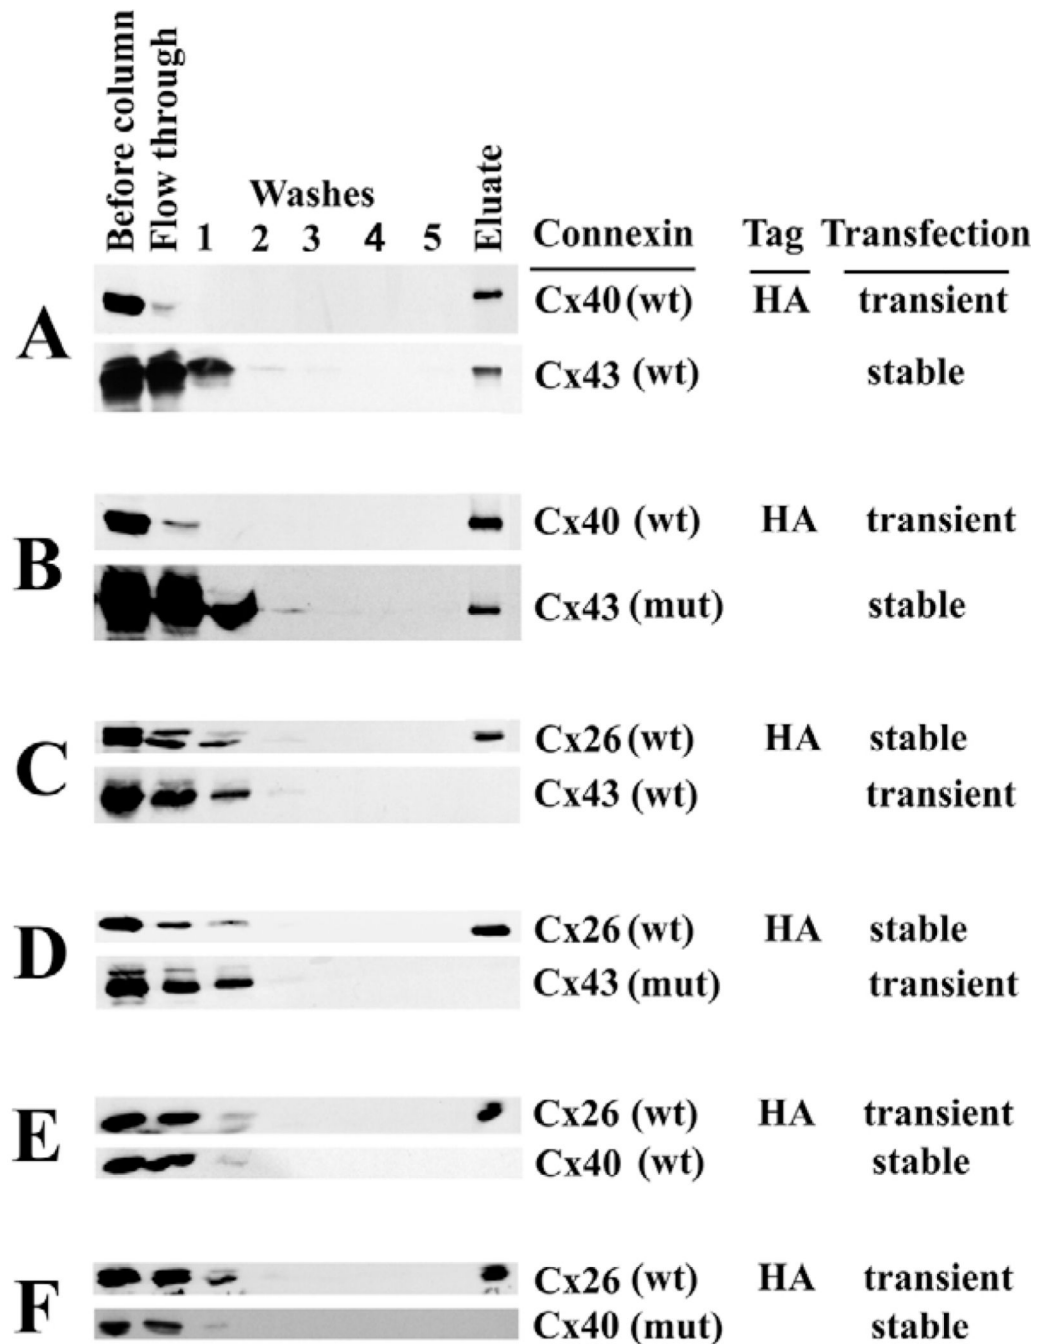 Before column
Flow through
Washes
1 2 3 4 5
Eluate
Connexin Tag Transfection
A
Cx40 (wt) HA transient
Cx43 (wt) stable
B
Cx40 (wt) HA transient
Cx43 (mut) stable
C
Cx26 (wt) HA stable
Cx43 (wt) transient
D
Cx26 (wt) HA stable
Cx43 (mut) transient
E
Cx26 (wt) HA transient
Cx40 (wt) stable
F
Cx26 (wt) HA transient
Cx40 (mut) stable